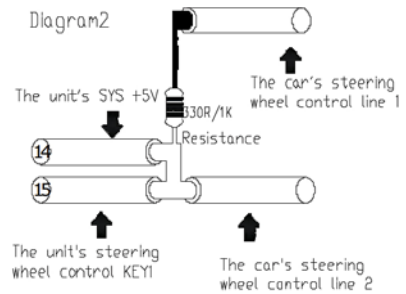 Diagram2
The car's steering
wheel control line 1
The unit's SYS +5V
330R/1K
Resistance
14
15
The unit's steering
wheel control KEY1
The car's steering
wheel control line 2